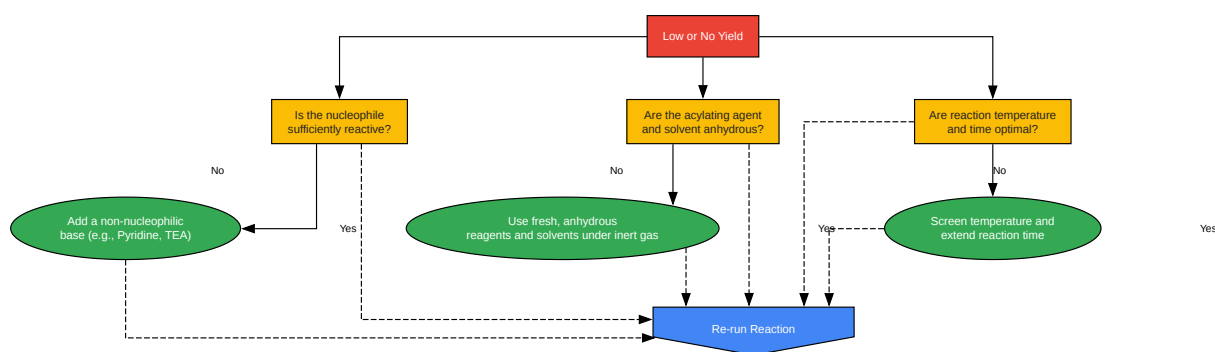 Low or No Yield
Is the nucleophile
sufficiently reactive?
Are the acylating agent
and solvent anhydrous?
Are reaction temperature
and time optimal?
No
No
No
Add a non-nucleophilic
base (e.g., Pyridine, TEA)
Yes
Use fresh, anhydrous
reagents and solvents under inert gas
Yes
Screen temperature and
extend reaction time
Yes
Re-run Reaction